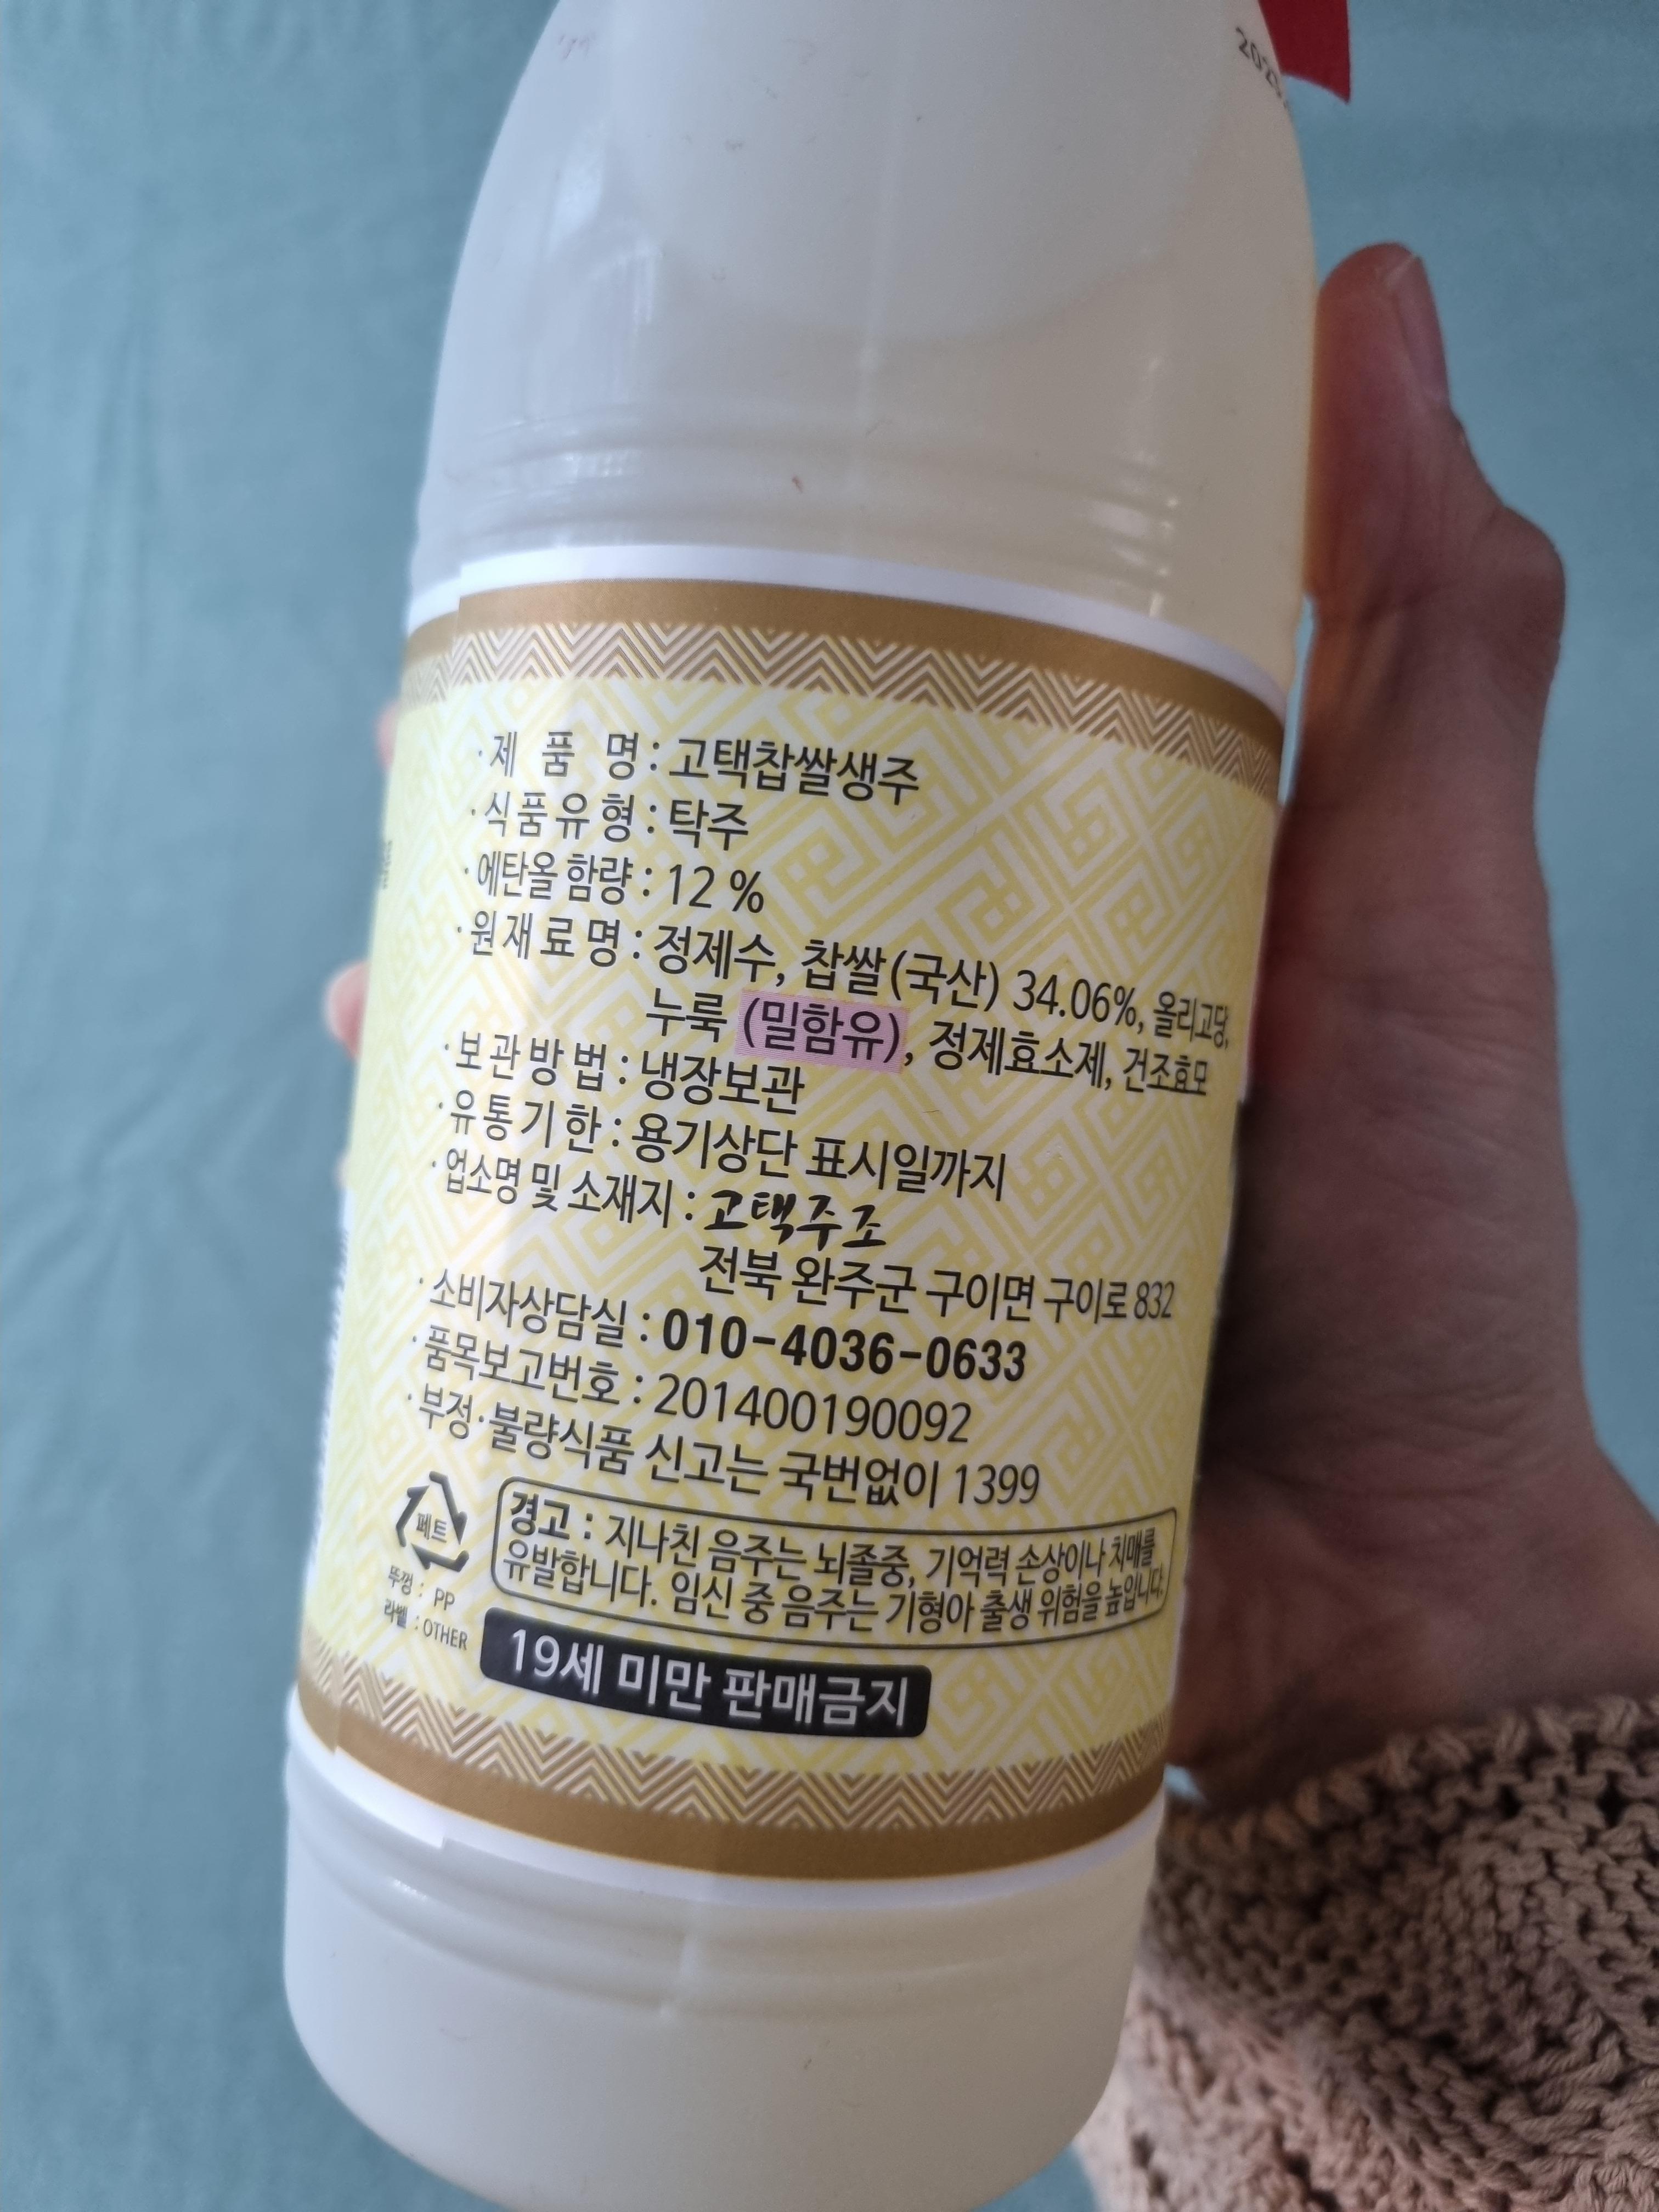 202
· 제 품 명 : 고택찹쌀생주
· 식품유형 : 탁주
· 에탄올 함량 : 12 %
· 원재료명 : 정제수, 찹쌀(국산) 34.06%, 올리고당,
누룩 (밀함유), 정제효소제, 건조효모
· 보관방법 : 냉장보관
· 유통기한 : 용기상단 표시일까지
· 업소명 및 소재지 : 고택주조
전북 완주군 구이면 구이로 832
· 소비자상담실 : 010-4036-0633
· 품목보고번호 : 201400190092
· 부정·불량식품 신고는 국번없이 1399
페트
뚜껑 : PP
라벨 : OTHER
경고 : 지나친 음주는 뇌졸중, 기억력 손상이나 치매를
유발합니다. 임신 중 음주는 기형아 출생 위험을 높입니다.
19세 미만 판매금지